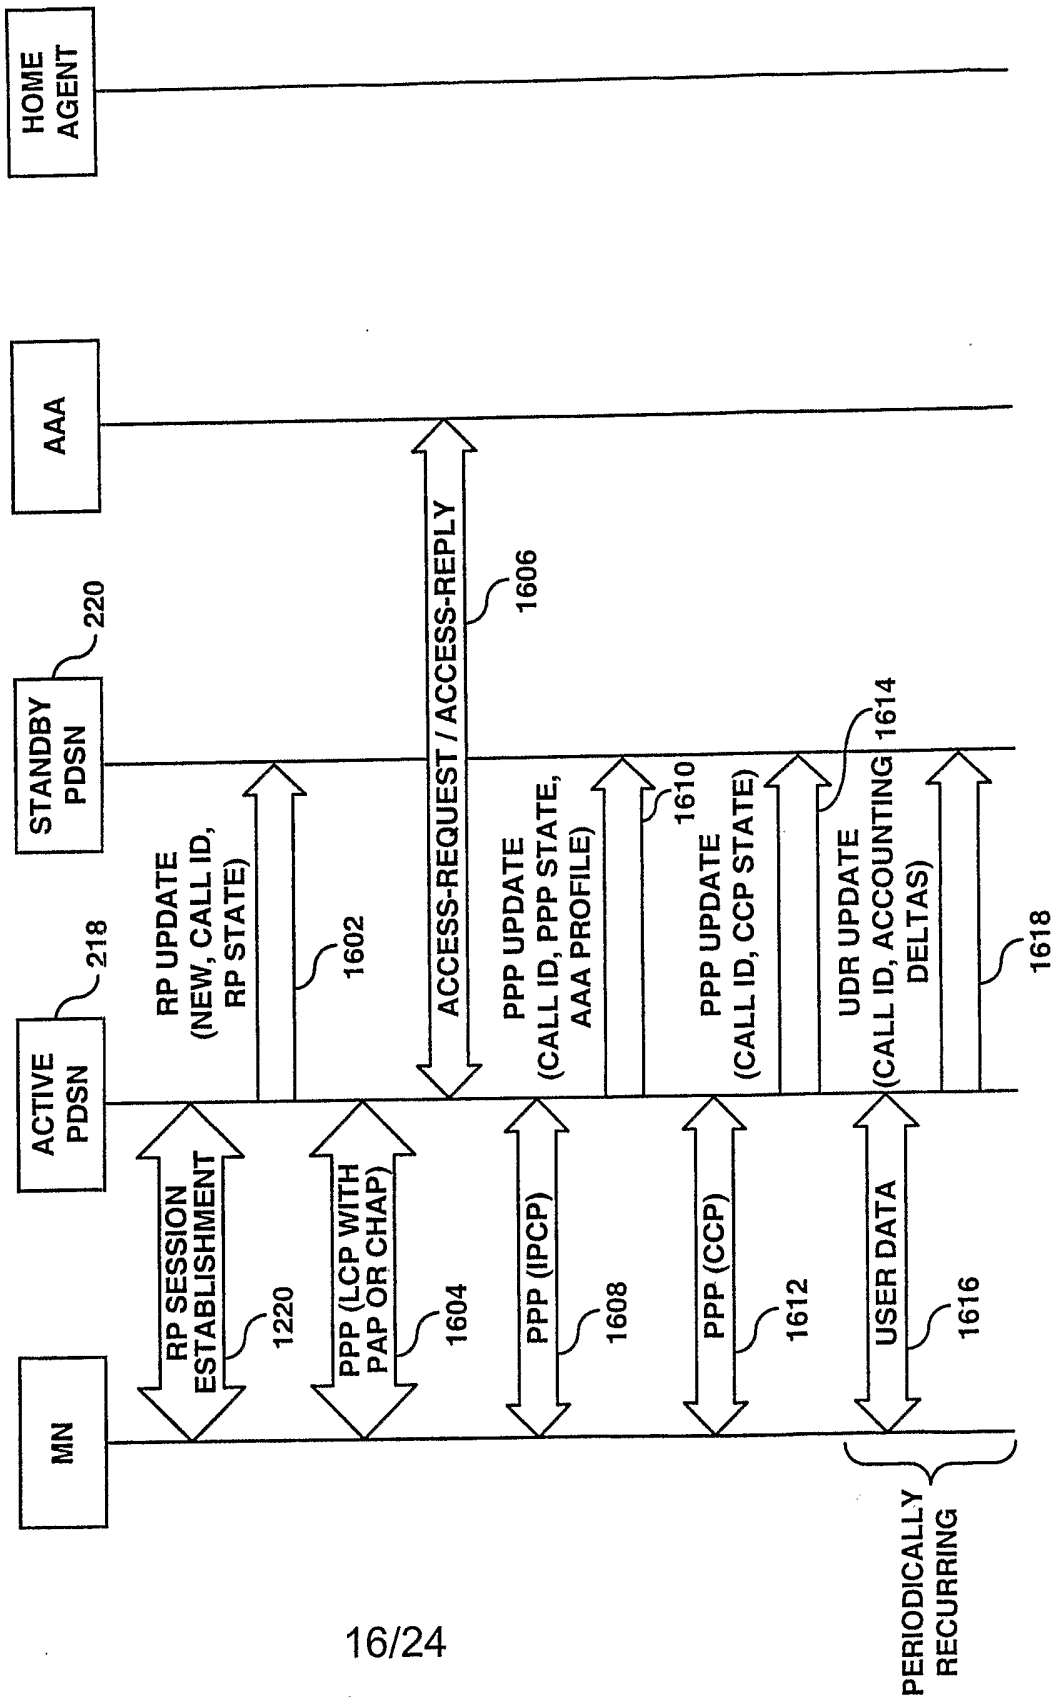 MN
ACTIVE
PDSN
218
STANDBY
PDSN
220
AAA
HOME
AGENT
RP SESSION
ESTABLISHMENT
1220
RP UPDATE
(NEW, CALL ID,
RP STATE)
1602
PPP (LCP WITH
PAP OR CHAP)
1604
ACCESS-REQUEST / ACCESS-REPLY
1606
PPP (IPCP)
1608
PPP UPDATE
(CALL ID, PPP STATE,
AAA PROFILE)
1610
PPP (CCP)
1612
PPP UPDATE
(CALL ID, CCP STATE)
1614
USER DATA
1616
UDR UPDATE
(CALL ID, ACCOUNTING
DELTAS)
1618
PERIODICALLY
RECURRING
16/24